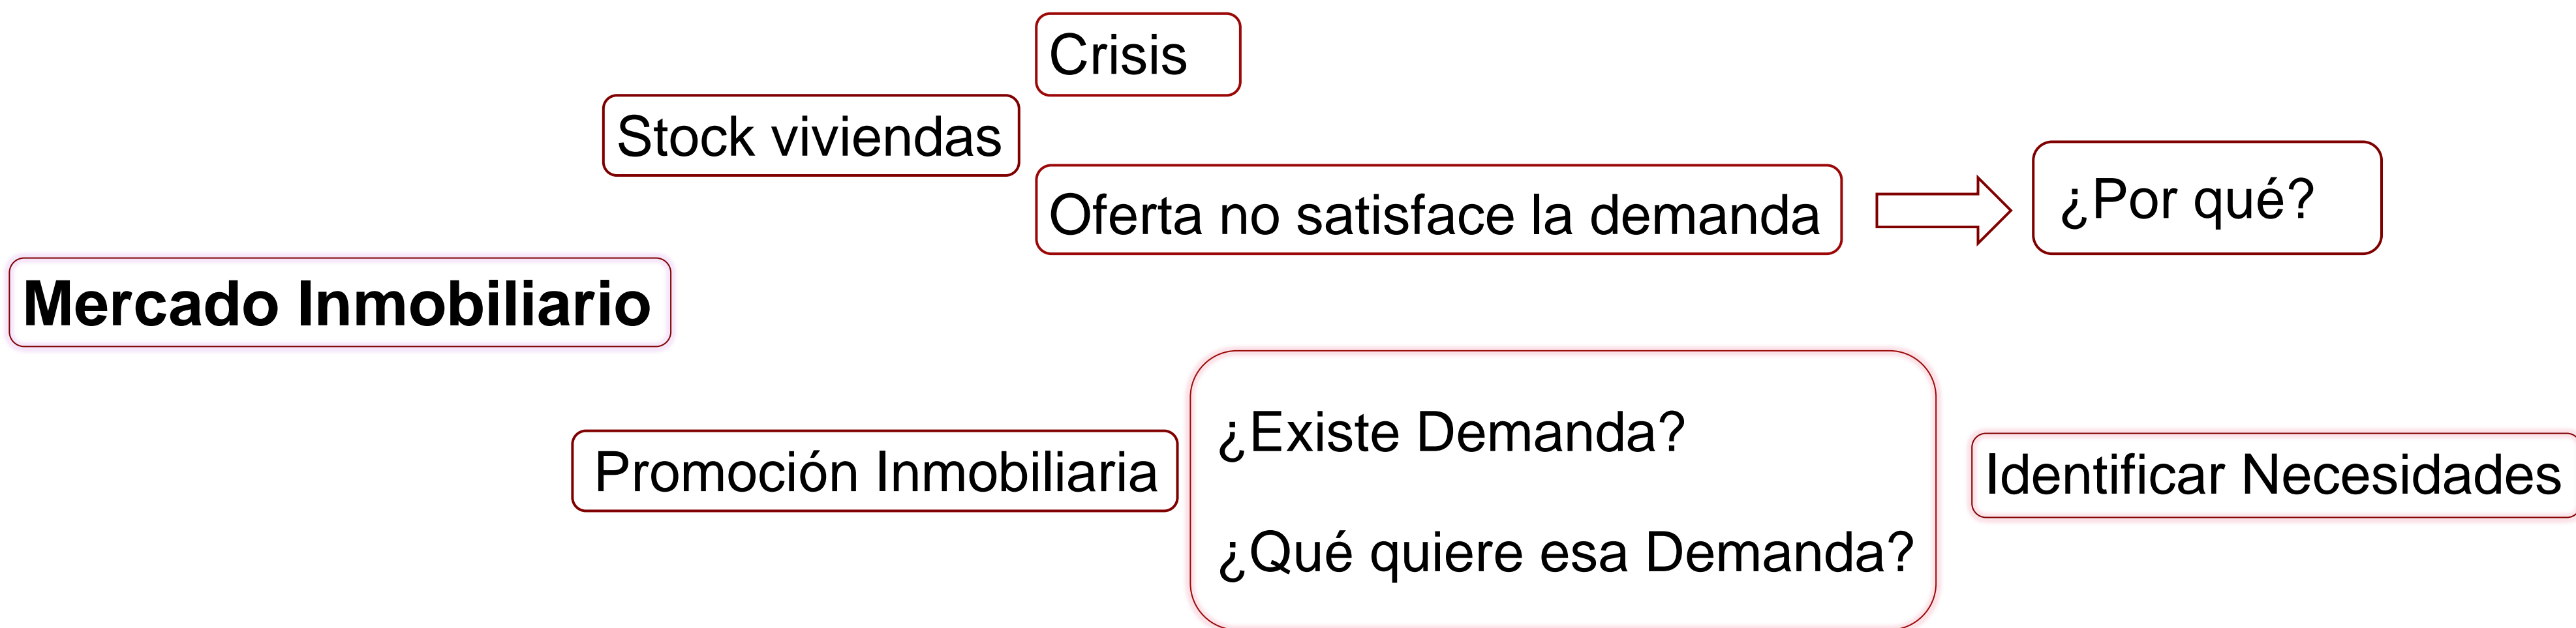 Crisis
Stock viviendas
Oferta no satisface la demanda
¿Por qué?
Mercado Inmobiliario
Promoción Inmobiliaria
¿Existe Demanda?
¿Qué quiere esa Demanda?
Identificar Necesidades